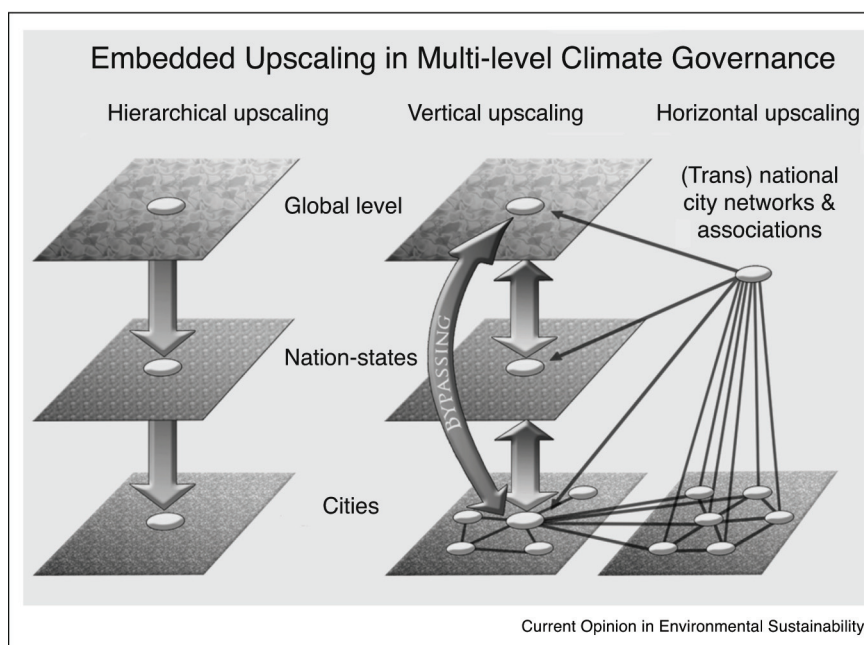 Embedded Upscaling in Multi-level Climate Governance
Hierarchical upscaling
Vertical upscaling
Horizontal upscaling
(Trans) national
city networks &
associations
Global level
Nation-states
BYPASSING
Cities
Current Opinion in Environmental Sustainability